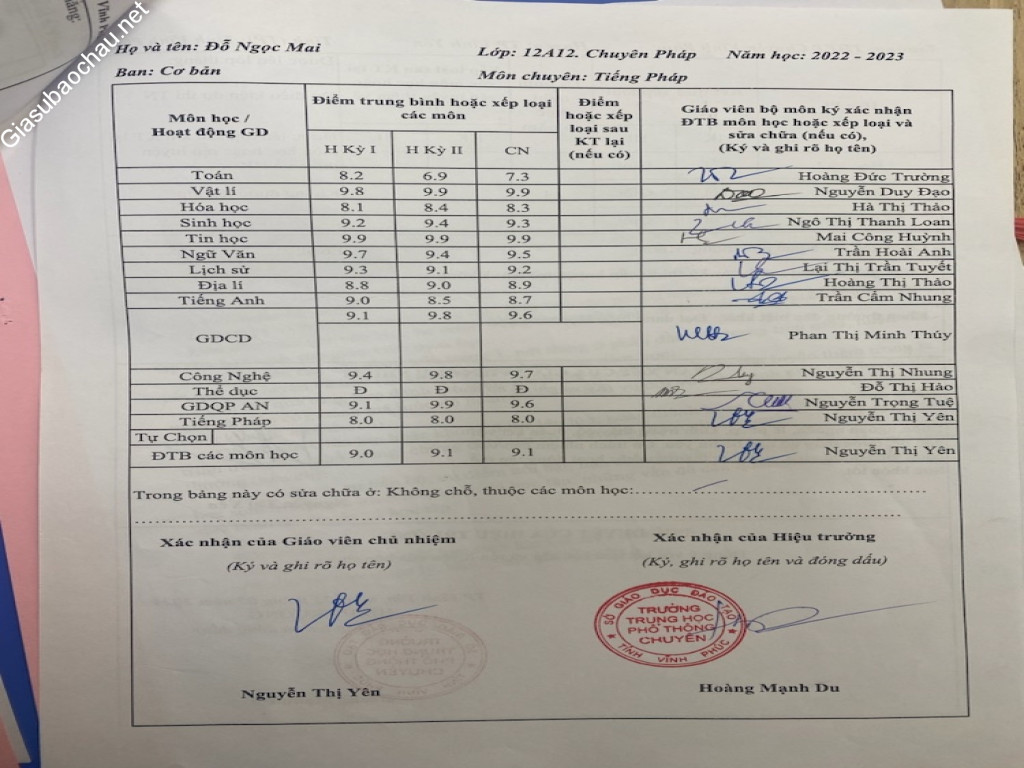 Giasubaochau.net
Họ và tên: Đỗ Ngọc Mai Lớp: 12A12. Chuyên Pháp Năm học: 2022 - 2023
Ban: Cơ bản Môn chuyên: Tiếng Pháp
Môn học / Hoạt động GD
Điểm trung bình hoặc xếp loại các môn
H Kỳ I H Kỳ II CN
Điểm hoặc xếp loại sau KT lại (nếu có)
Giáo viên bộ môn ký xác nhận ĐTB môn học hoặc xếp loại và sửa chữa (nếu có), (Ký và ghi rõ họ tên)
Toán 8.2 6.9 7.3 Hoàng Đức Trường
Vật lí 9.8 9.9 9.9 Nguyễn Duy Đạo
Hóa học 8.1 8.4 8.3 Hà Thị Thảo
Sinh học 9.2 9.4 9.3 Ngô Thị Thanh Loan
Tin học 9.9 9.9 9.9 Mai Công Huỳnh
Ngữ Văn 9.7 9.4 9.5 Trần Hoài Anh
Lịch sử 9.3 9.1 9.2 Lại Thị Trần Tuyết
Địa lí 8.8 9.0 8.9 Hoàng Thị Thảo
Tiếng Anh 9.0 8.5 8.7 Trần Cẩm Nhung
GDCD 9.1 9.8 9.6 Phan Thị Minh Thúy
Công Nghệ 9.4 9.8 9.7 Nguyễn Thị Nhung
Thể dục Đ Đ Đ Đỗ Thị Hảo
GDQP AN 9.1 9.9 9.6 Nguyễn Trọng Tuệ
Tiếng Pháp 8.0 8.0 8.0 Nguyễn Thị Yên
Tự Chọn
ĐTB các môn học 9.0 9.1 9.1 Nguyễn Thị Yên
Trong bảng này có sửa chữa ở: Không chỗ, thuộc các môn học:
Xác nhận của Giáo viên chủ nhiệm
(Ký và ghi rõ họ tên)
Nguyễn Thị Yên
Xác nhận của Hiệu trưởng
(Ký, ghi rõ họ tên và đóng dấu)
SỞ GIÁO DỤC ĐÀO TẠO
TRƯỜNG
TRUNG HỌC
PHỔ THÔNG
CHUYÊN
TỈNH VĨNH PHÚC
Hoàng Mạnh Du